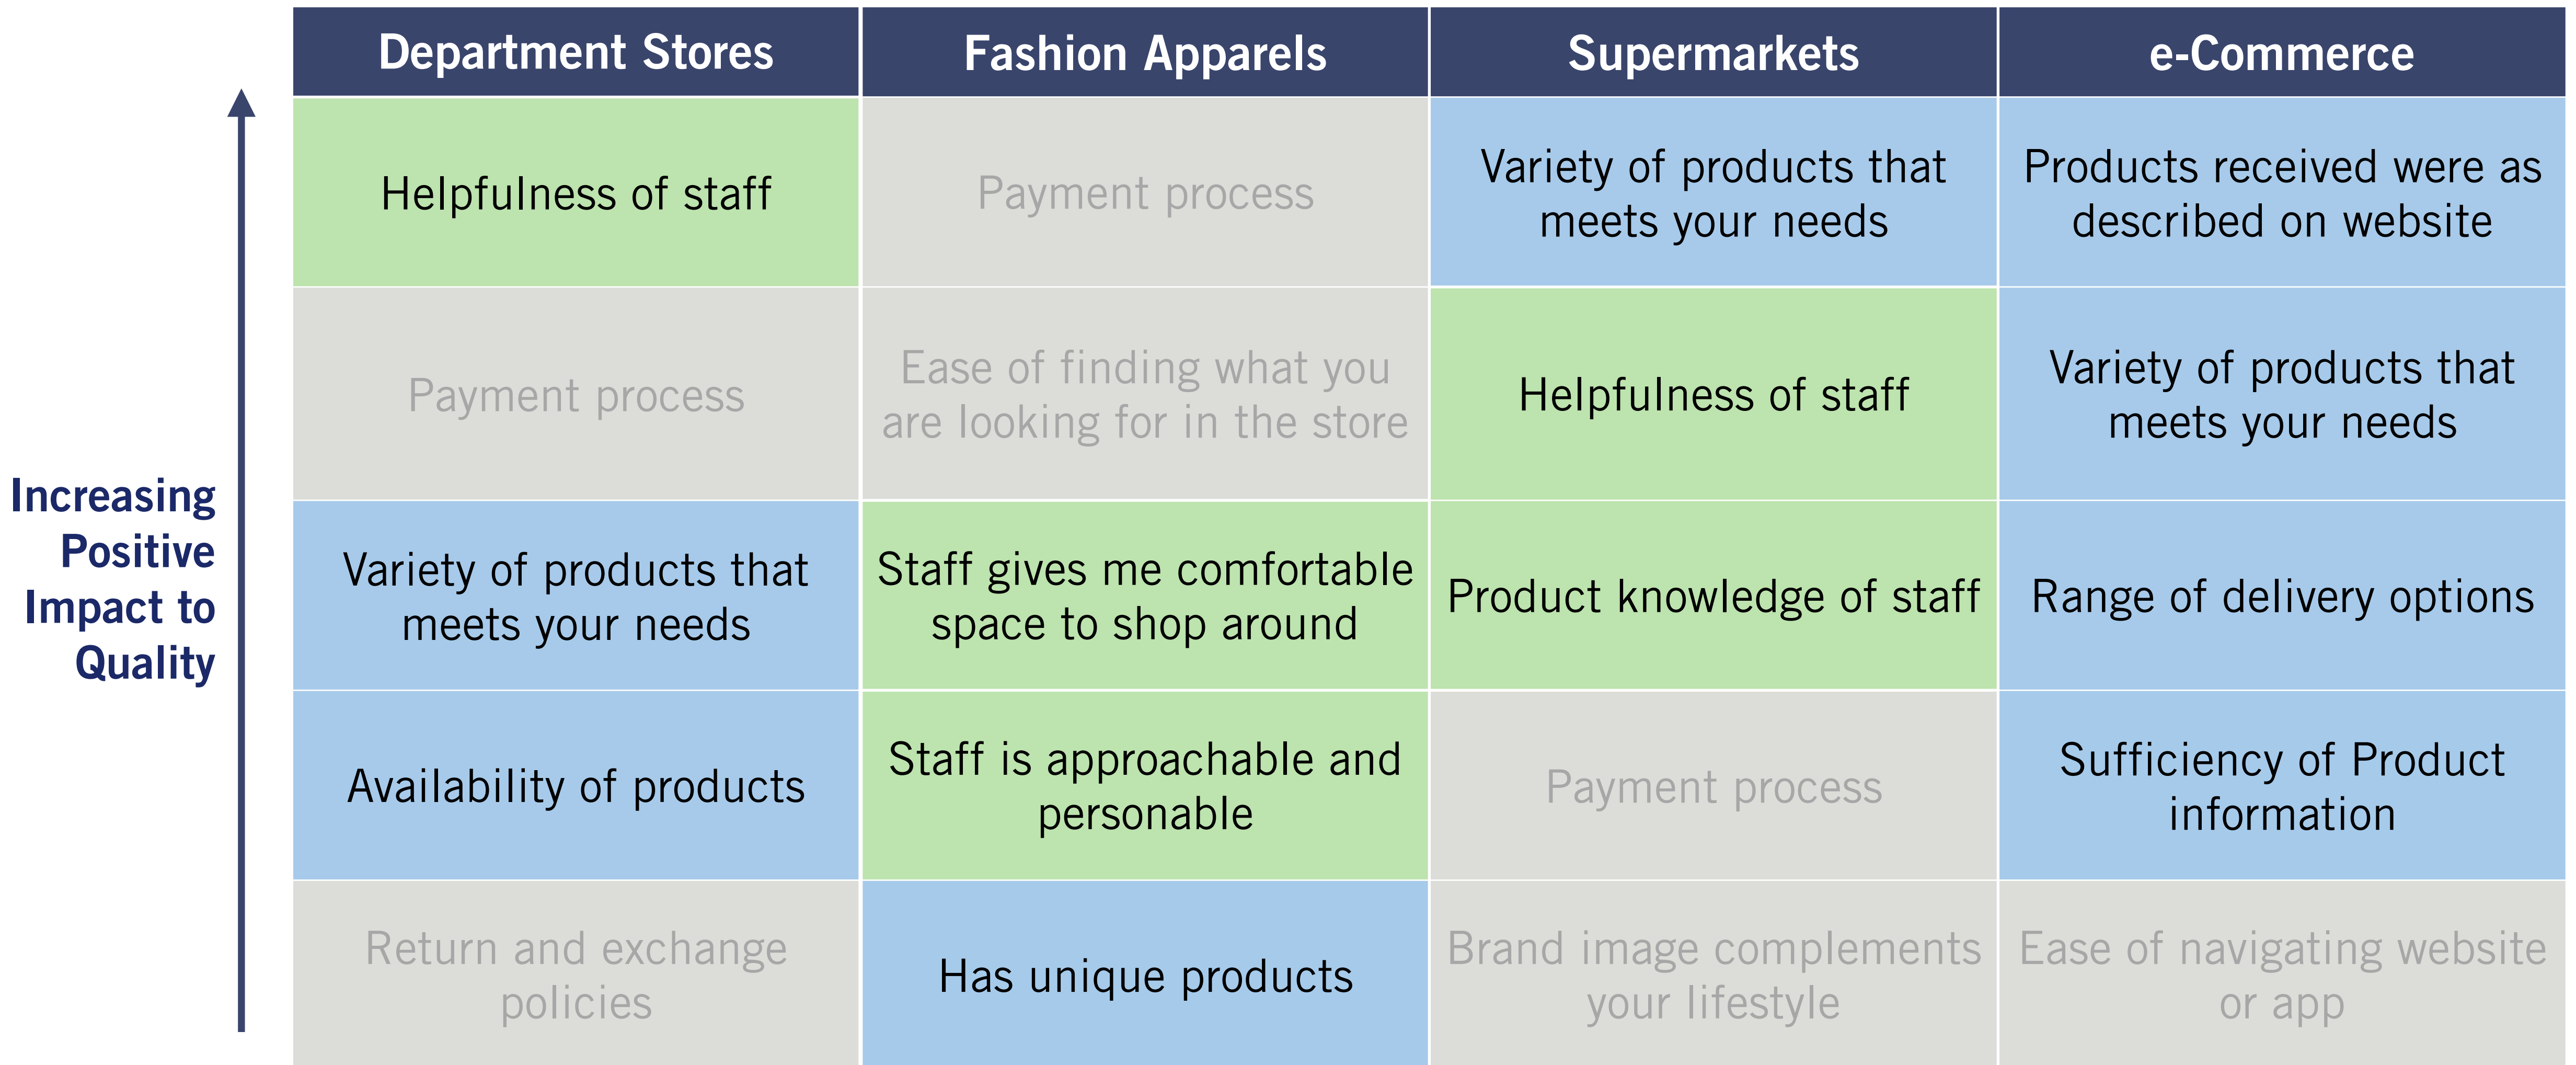 Department Stores
Fashion Apparels
Supermarkets
e-Commerce
Helpfulness of staff
Payment process
Variety of products that
meets your needs
Products received were as
described on website
Payment process
Ease of finding what you
are looking for in the store
Helpfulness of staff
Variety of products that
meets your needs
Increasing
Positive
Impact to
Quality
Variety of products that
meets your needs
Staff gives me comfortable
space to shop around
Product knowledge of staff
Range of delivery options
Availability of products
Staff is approachable and
personable
Payment process
Sufficiency of Product
information
Return and exchange
policies
Has unique products
Brand image complements
your lifestyle
Ease of navigating website
or app